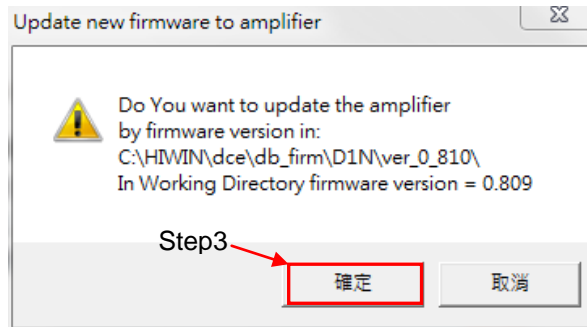 Update new firmware to amplifier
Do You want to update the amplifier
by firmware version in:
C:\HIWIN\dce\db_firm\D1N\ver_0_810\
In Working Directory firmware version = 0.809
Step3
確定
取消